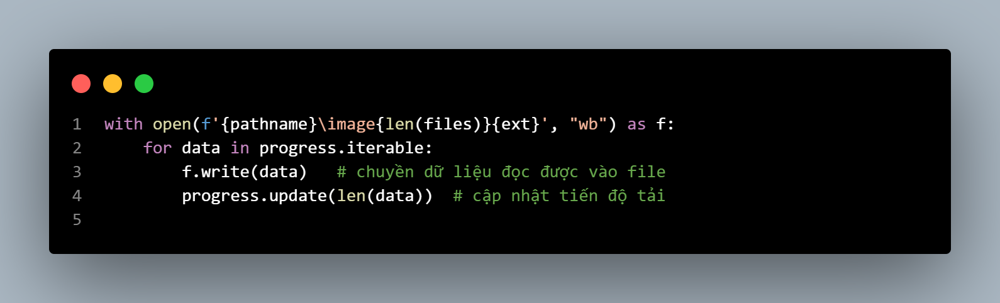 1 with open(f'{pathname}\image{len(files)}{ext}', "wb") as f:
2     for data in progress.iterable:
3         f.write(data)   # chuyền dữ liệu đọc được vào file
4         progress.update(len(data))  # cập nhật tiến độ tải
5